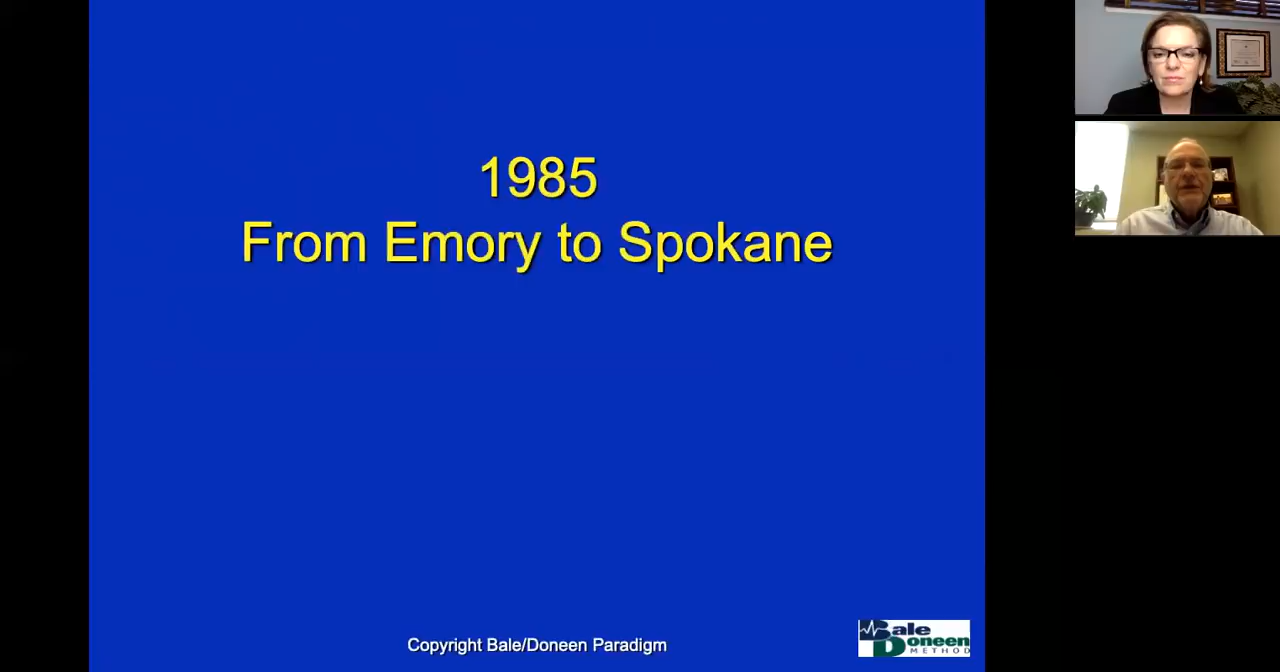 1985
From Emory to Spokane
Copyright Bale/Doneen Paradigm
Bale
Doneen
METHOD